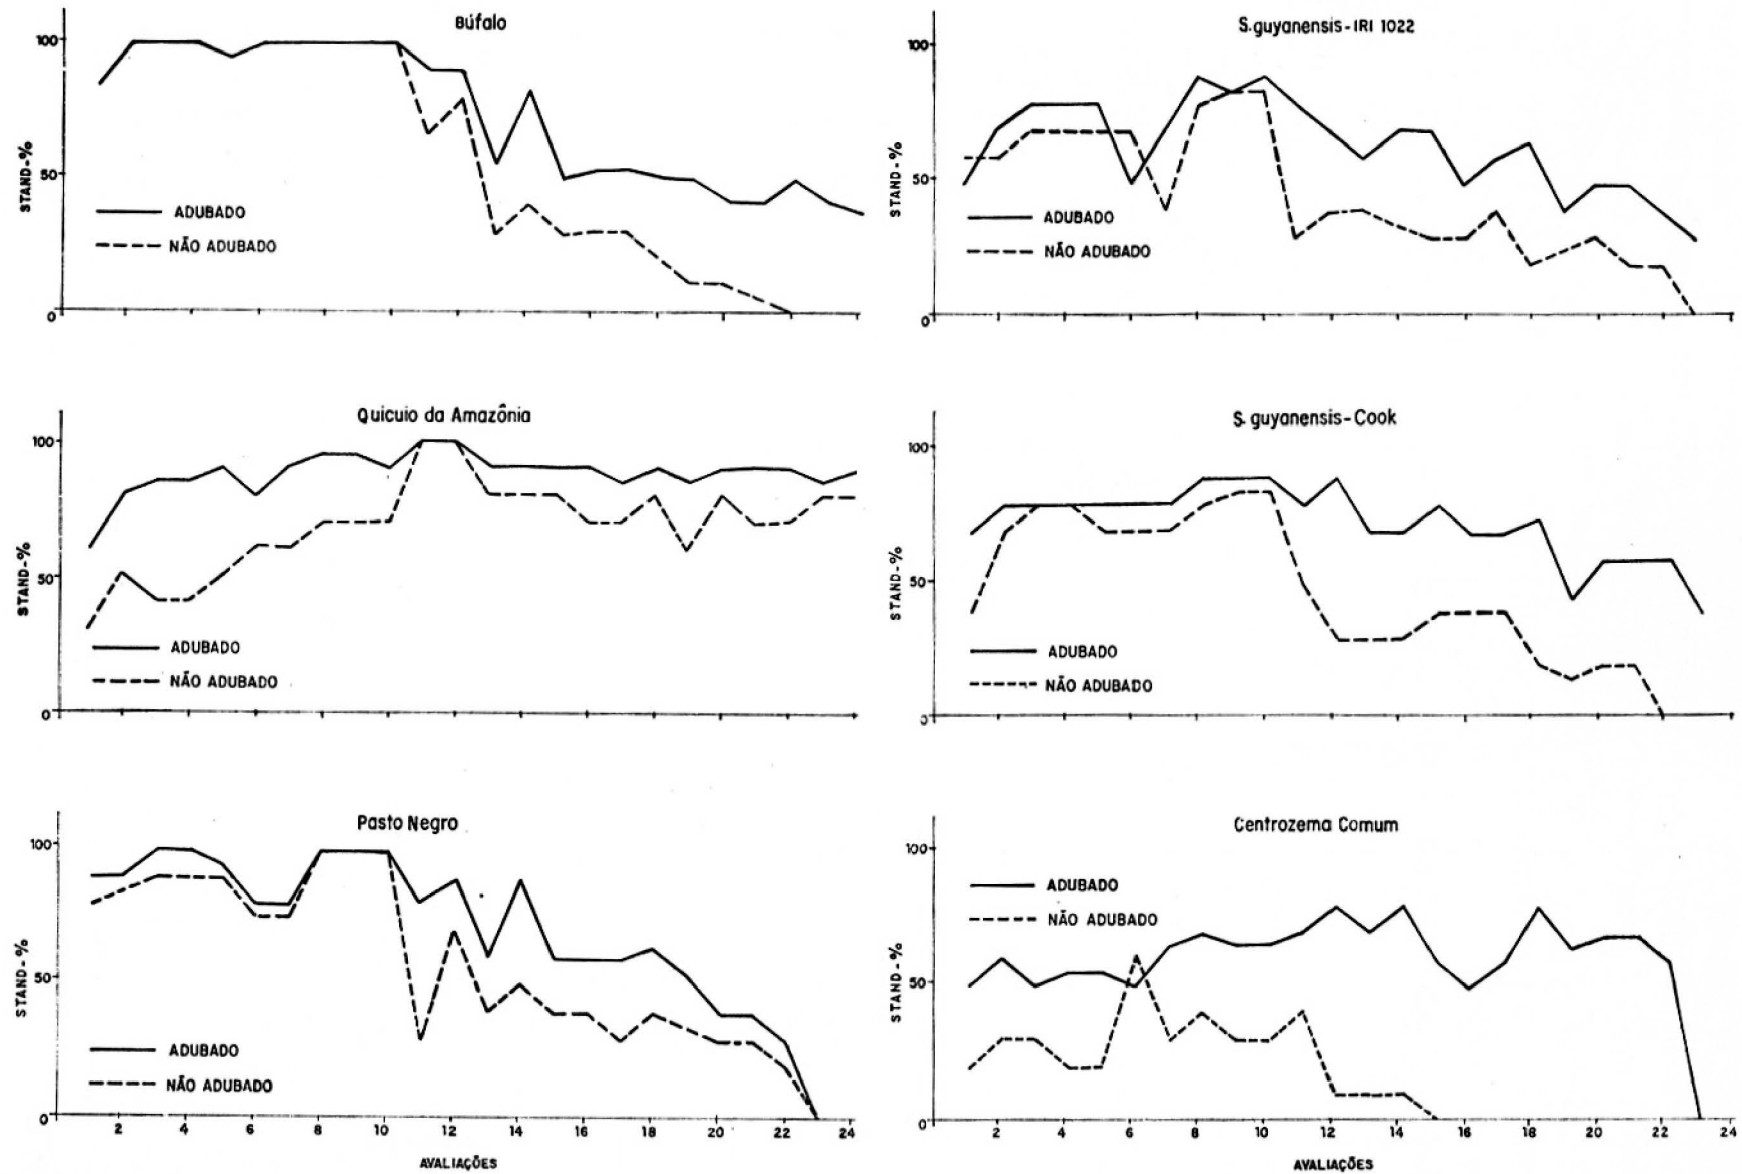 Búfalo
100
50
0
STAND-%
ADUBADO
NÃO ADUBADO
S.guyanensis-IRI 1022
100
50
0
STAND-%
ADUBADO
NÃO ADUBADO
Quicuio da Amazônia
100
50
0
STAND-%
ADUBADO
NÃO ADUBADO
S. guyanensis-Cook
100
50
0
STAND-%
ADUBADO
NÃO ADUBADO
Pasto Negro
100
50
0
STAND-%
ADUBADO
NÃO ADUBADO
2 4 6 8 10 12 14 16 18 20 22 24
AVALIAÇÕES
Centrozema Comum
100
50
0
STAND-%
ADUBADO
NÃO ADUBADO
2 4 6 8 10 12 14 16 18 20 22 24
AVALIAÇÕES